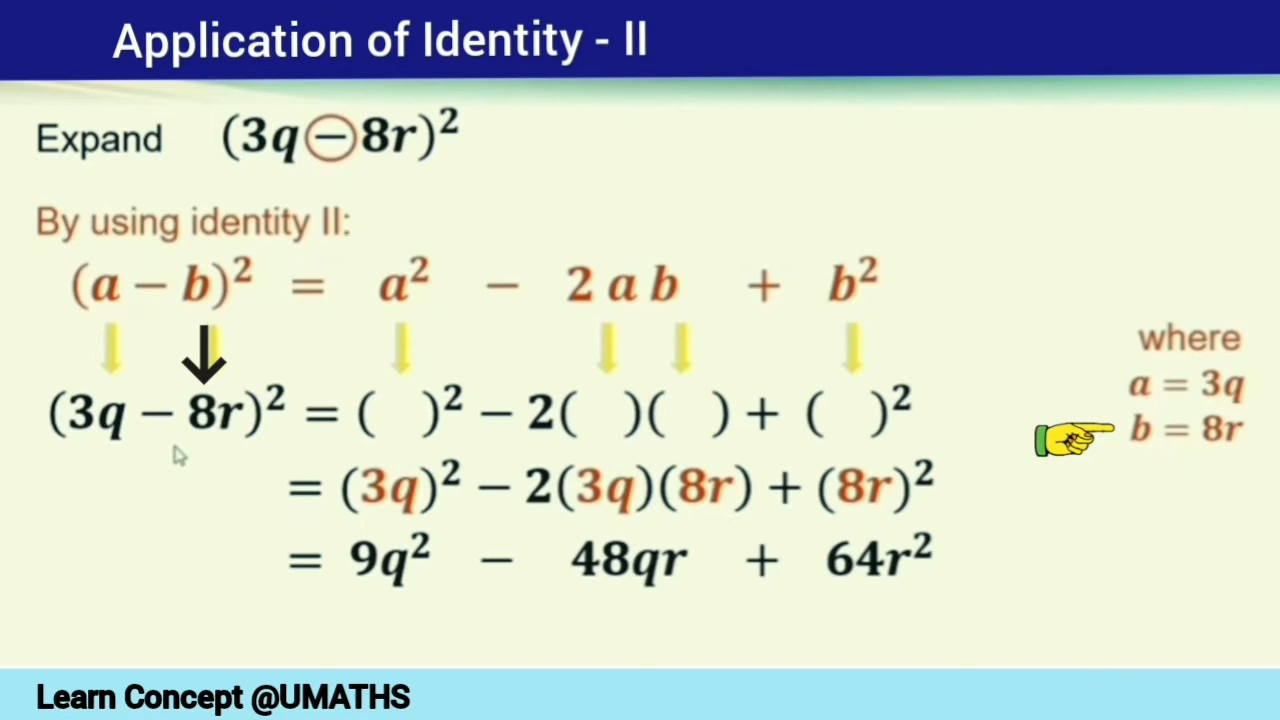 Application of Identity - II
Expand (3q − 8r)²
By using identity II:
(a − b)² = a² − 2 a b + b²
where
a = 3q
(3q − 8r)² = ( )² − 2( )( ) + ( )²
b = 8r
= (3q)² − 2(3q)(8r) + (8r)²
= 9q² − 48qr + 64r²
Learn Concept @UMATHS